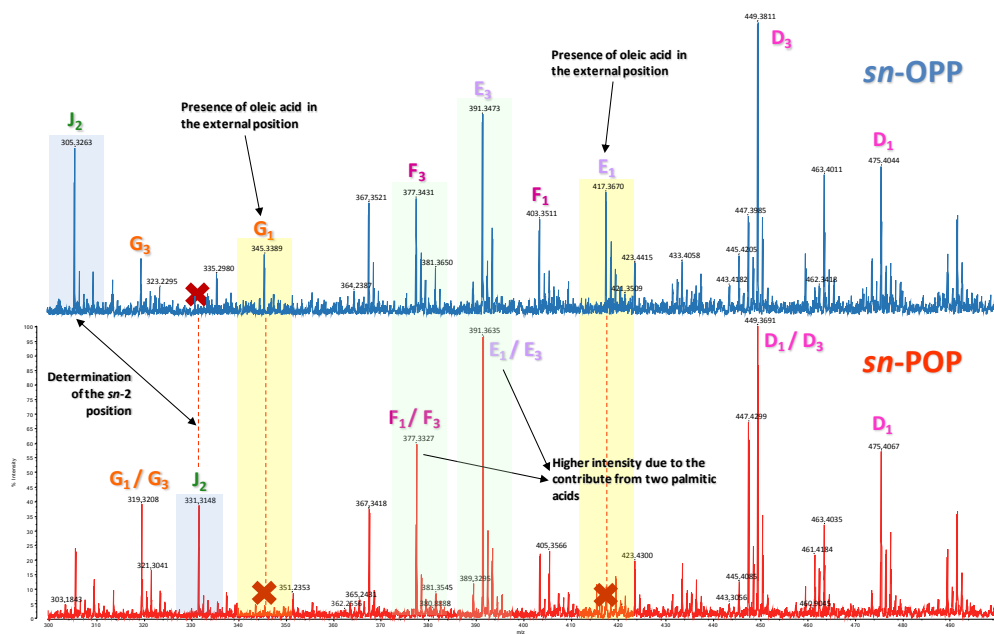 449.3811
D3
Presence of oleic acid in
the external position
sn-OPP
E3
391.3473
J2
Presence of oleic acid in
the external position
305.3263
E1
D1
F3
417.3670
475.4044
463.4011
377.3431
367.3521
F1
403.3511
447.3985
G1
G3
345.3389
445.4205
381.3650
423.4415
433.4058
335.2980
323.2295
364.2387
421.3509
443.4182
462.3418
100
95
90
85
80
75
70
65
60
55
50
45
40
35
30
25
20
15
10
5
0
% Intensity
391.3635
449.3691
E1 / E3
D1 / D3
sn-POP
Determination
of the sn-2
position
F1 / F3
377.3327
447.4299
D1
475.4067
Higher intensity due to the
contribute from two palmitic
acids
G1 / G3
J2
319.3208
331.3148
367.3418
463.4035
405.3566
461.4184
423.4300
321.3041
303.1843
351.2353
365.2431
362.2556
381.3545
380.8888
389.3295
445.4085
443.3056
460.9045
300 310 320 330 340 350 360 370 380 390 400 410 420 430 440 450 460 470 480 490
m/z